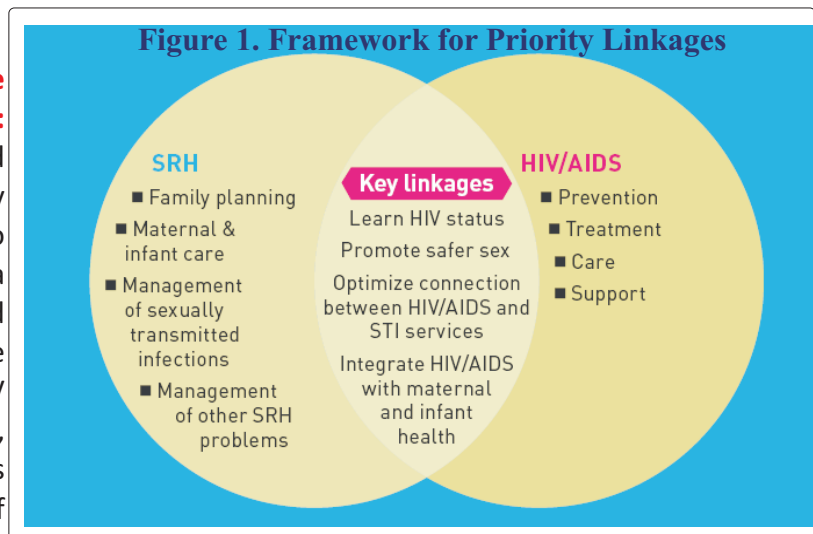 Figure 1. Framework for Priority Linkages
SRH
■ Family planning
■ Maternal &
infant care
■ Management
of sexually
transmitted
infections
■ Management
of other SRH
problems
Key linkages
Learn HIV status
Promote safer sex
Optimize connection
between HIV/AIDS and
STI services
Integrate HIV/AIDS
with maternal
and infant
health
HIV/AIDS
■ Prevention
■ Treatment
■ Care
■ Support